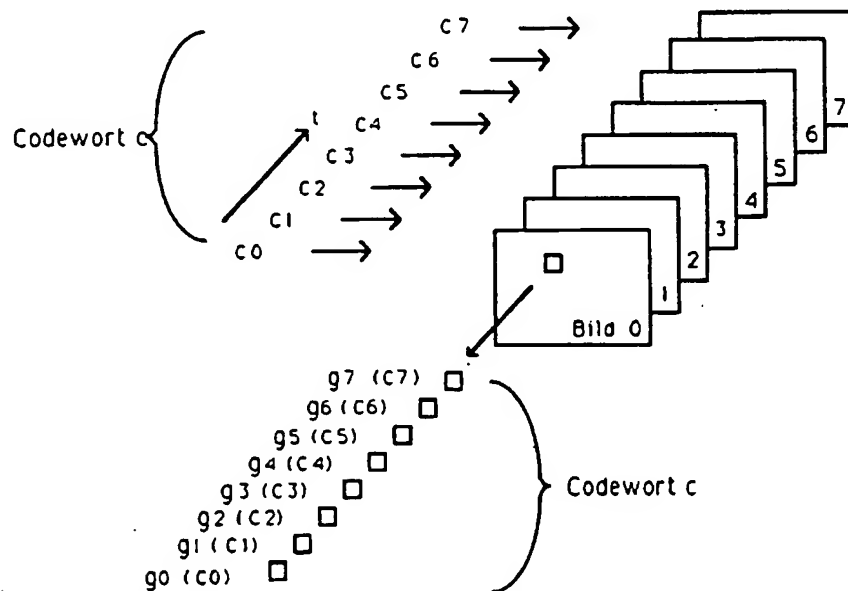 C7
C6
C5
C4
C3
C2
C1
C0
t
Codewort c
7
6
5
4
3
2
1
Bild 0
g7 (C7)
g6 (C6)
g5 (C5)
g4 (C4)
g3 (C3)
g2 (C2)
g1 (C1)
g0 (C0)
Codewort c